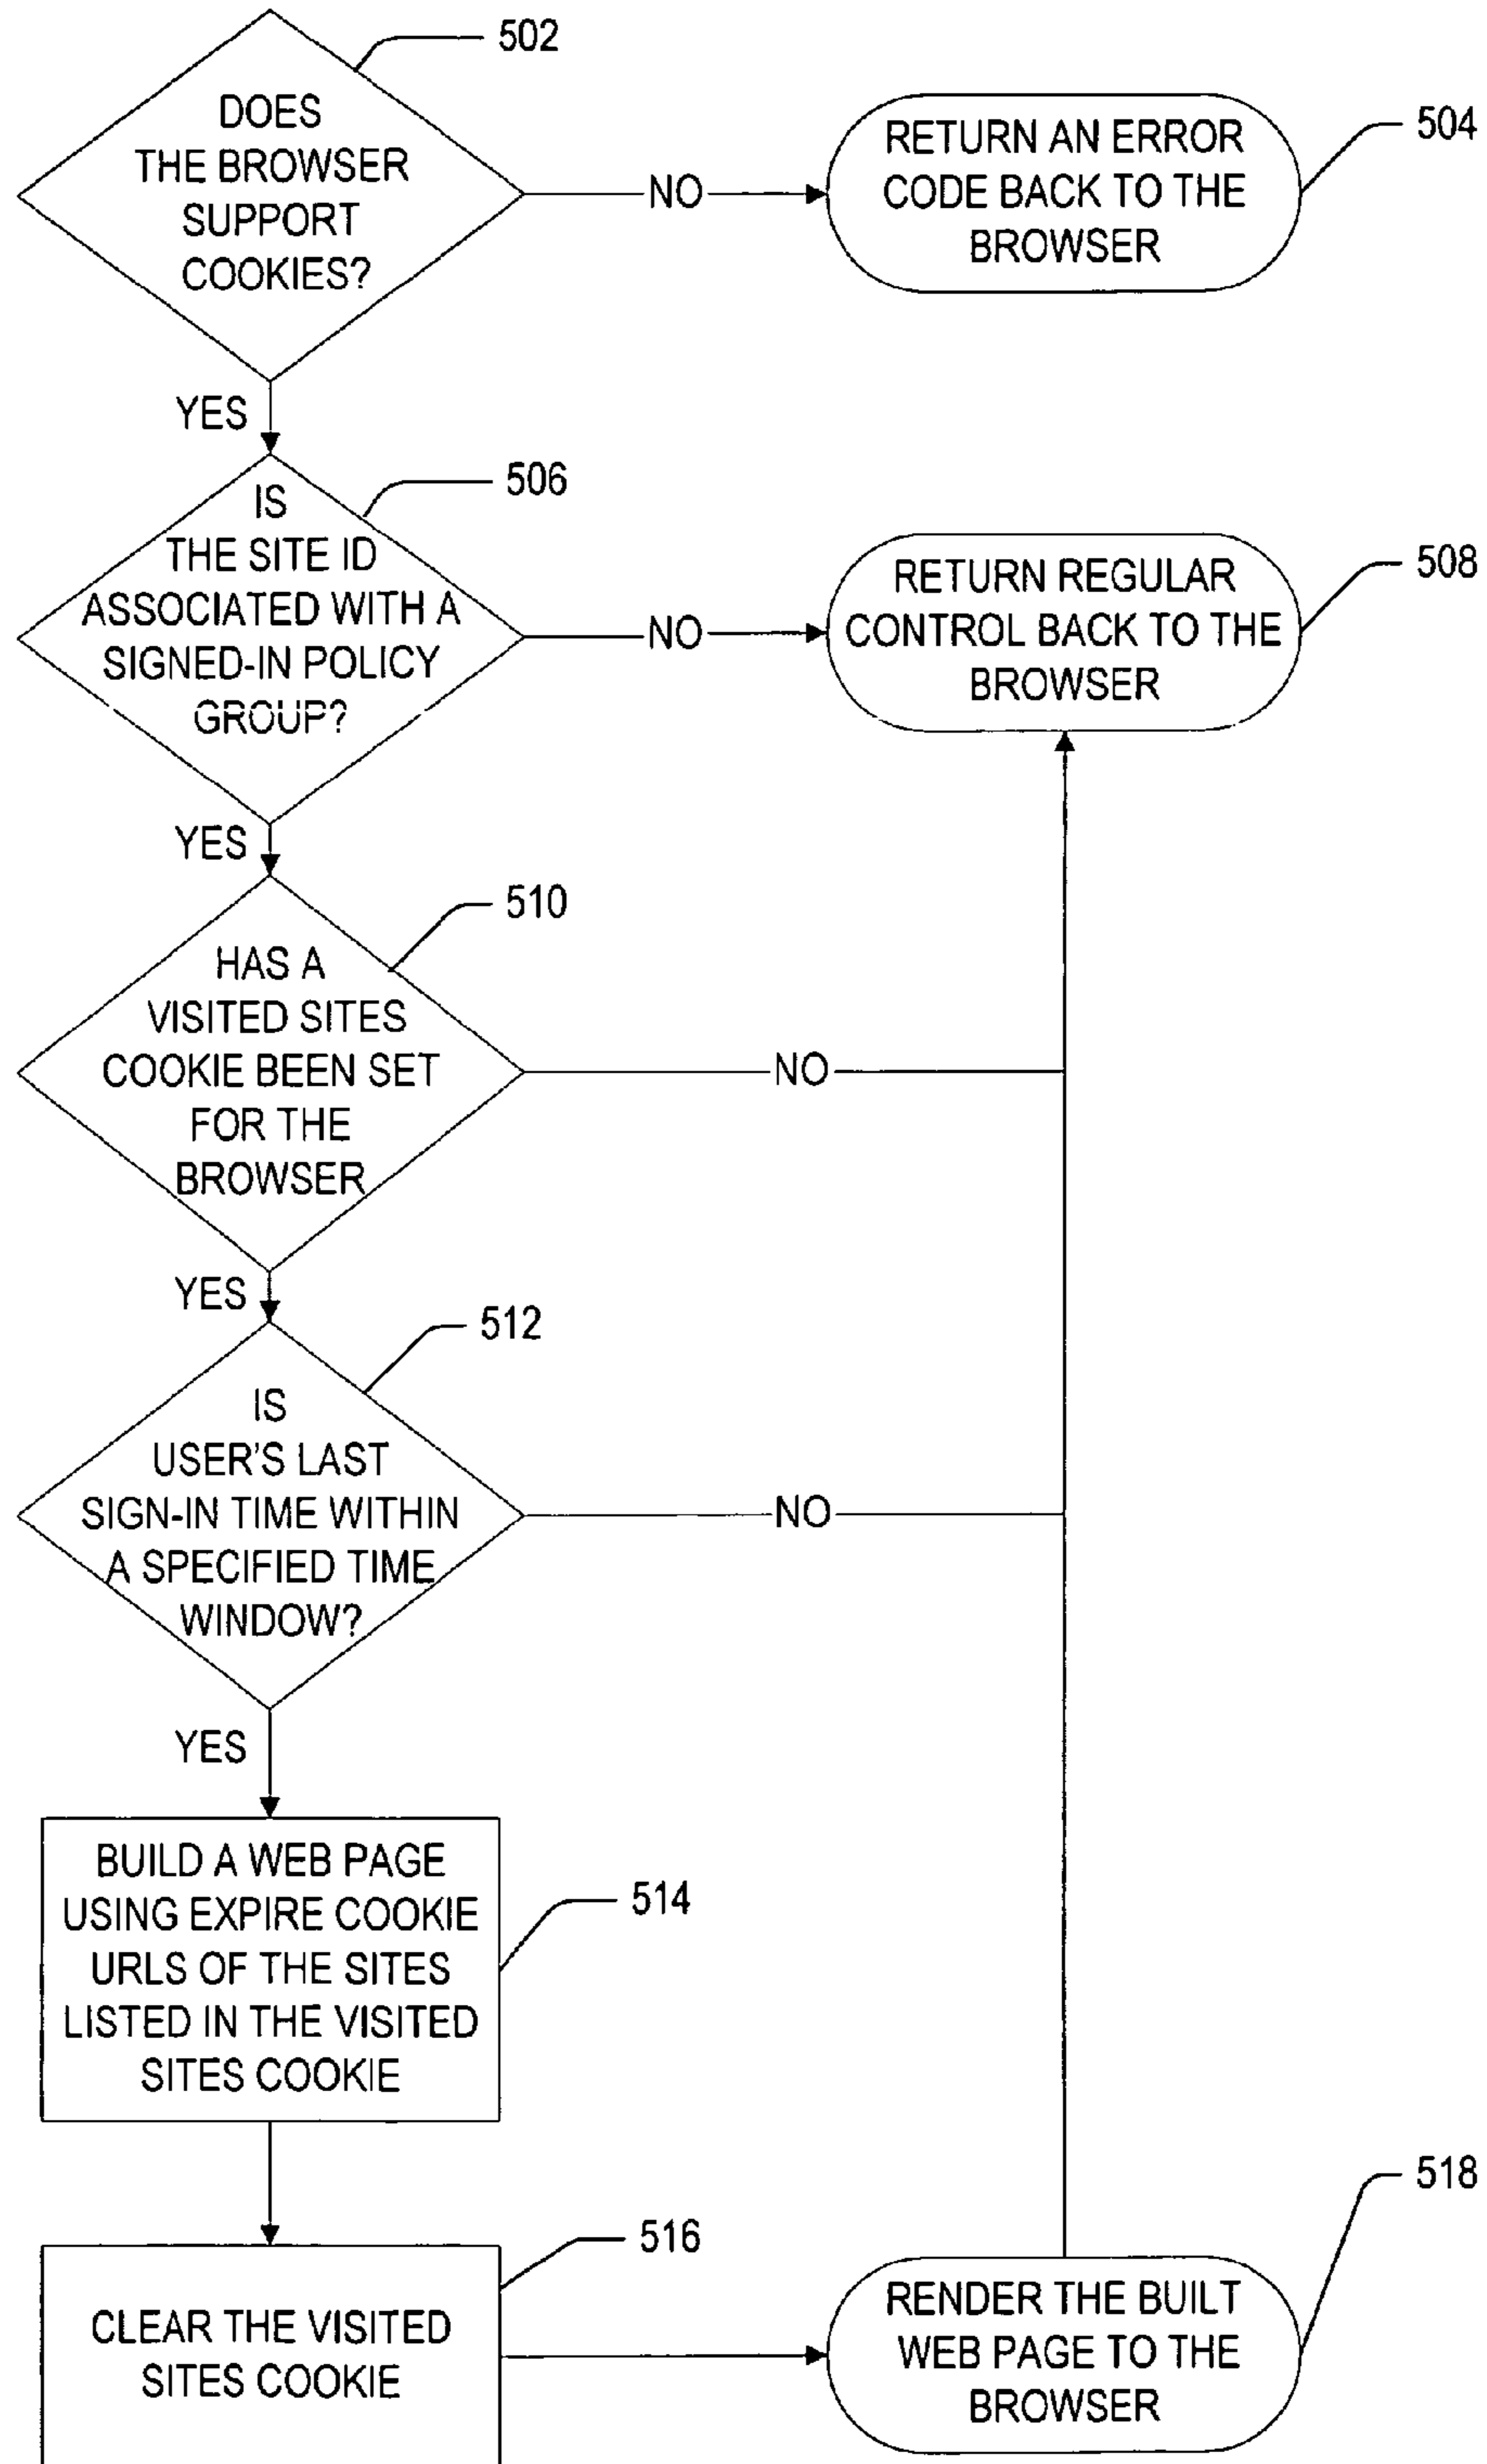 502
DOES
THE BROWSER
SUPPORT
COOKIES?
NO
RETURN AN ERROR
CODE BACK TO THE
BROWSER
504
YES
506
IS
THE SITE ID
ASSOCIATED WITH A
SIGNED-IN POLICY
GROUP?
NO
RETURN REGULAR
CONTROL BACK TO THE
BROWSER
508
YES
510
HAS A
VISITED SITES
COOKIE BEEN SET
FOR THE
BROWSER
NO
YES
512
IS
USER'S LAST
SIGN-IN TIME WITHIN
A SPECIFIED TIME
WINDOW?
NO
YES
BUILD A WEB PAGE
USING EXPIRE COOKIE
URLS OF THE SITES
LISTED IN THE VISITED
SITES COOKIE
514
516
CLEAR THE VISITED
SITES COOKIE
RENDER THE BUILT
WEB PAGE TO THE
BROWSER
518